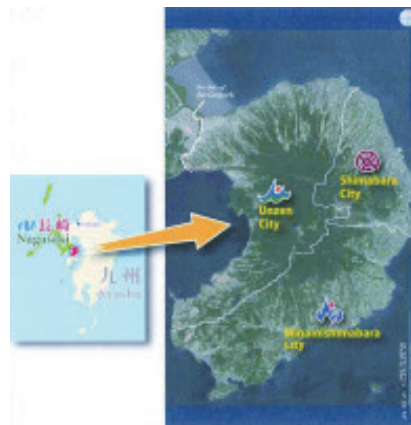 Shimabara
City
Unzen
City
Minamishimabara
City
長崎
Nagasaki
九州
Kyushu